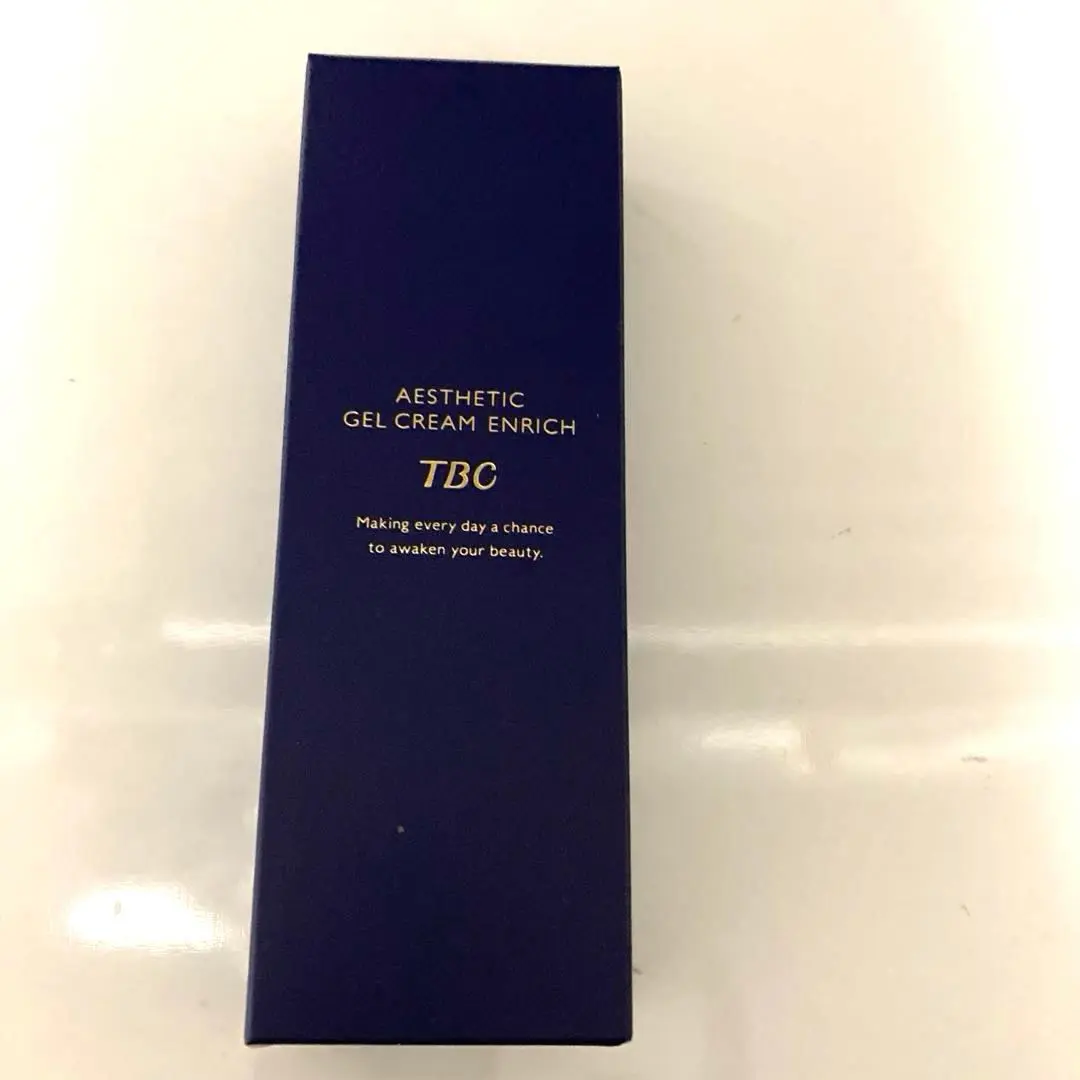 AESTHETIC
GEL CREAM ENRICH
TBC
Making every day a chance
to awaken your beauty.